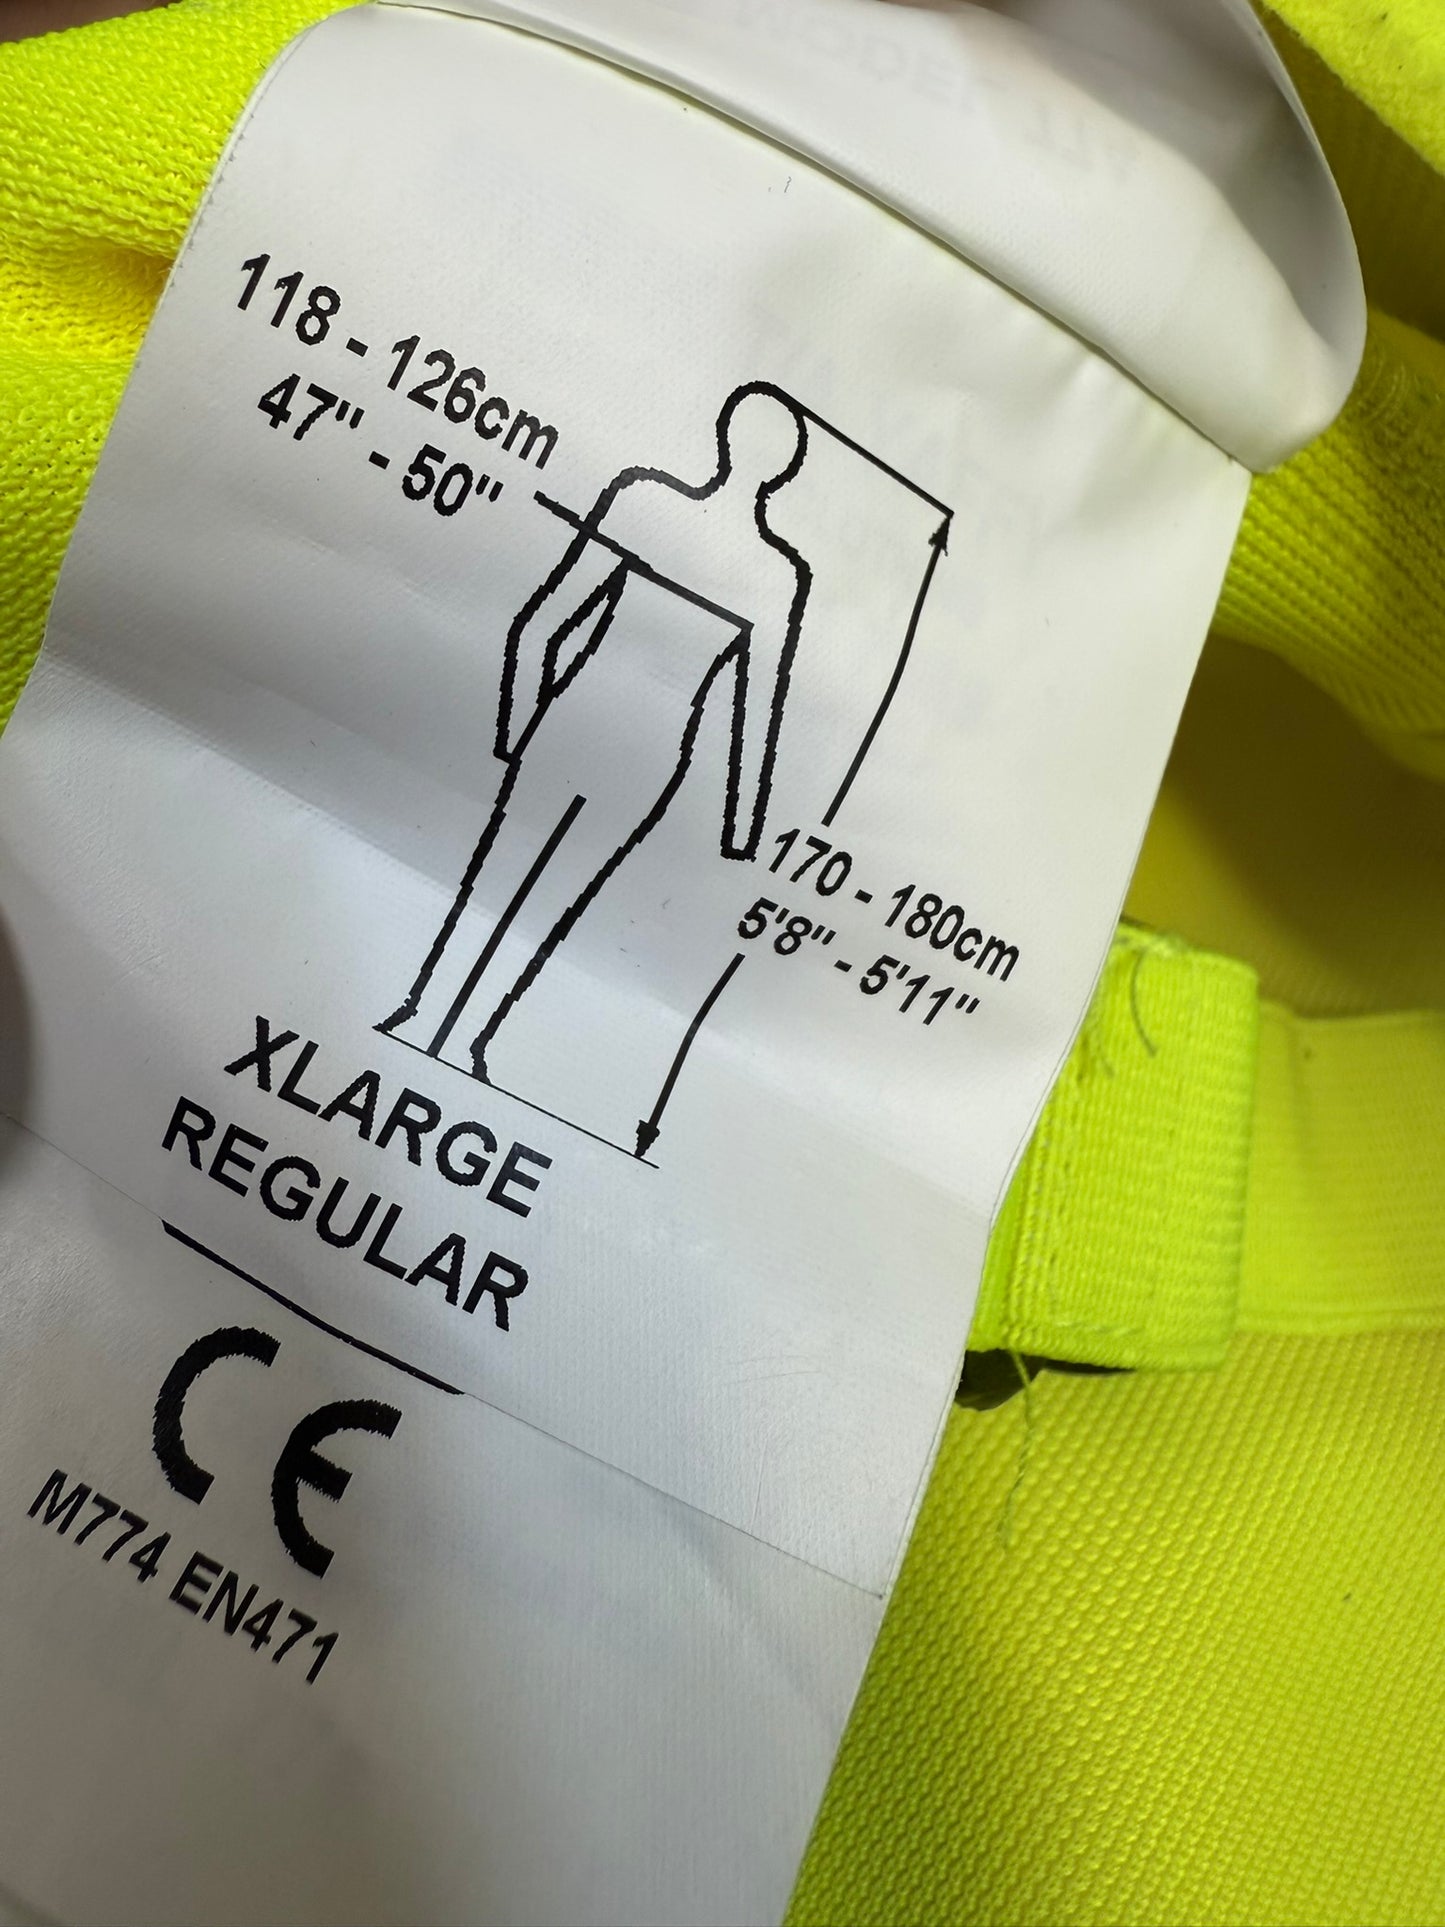 118 - 126cm
47" - 50"
170 - 180cm
5'8" - 5'11"
XLARGE
REGULAR
CE
M774 EN471